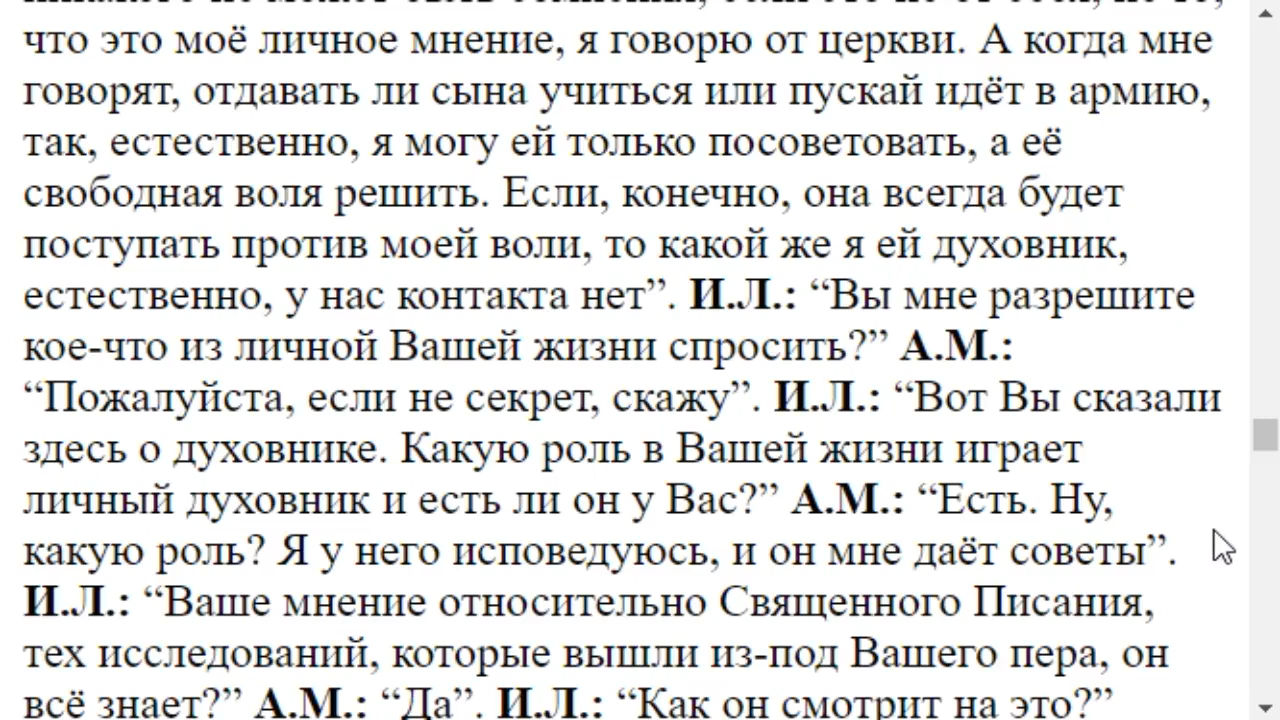 что это моё личное мнение, я говорю от церкви. А когда мне
говорят, отдавать ли сына учиться или пускай идёт в армию,
так, естественно, я могу ей только посоветовать, а её
свободная воля решить. Если, конечно, она всегда будет
поступать против моей воли, то какой же я ей духовник,
естественно, у нас контакта нет”. И.Л.: “Вы мне разрешите
кое-что из личной Вашей жизни спросить?” А.М.:
“Пожалуйста, если не секрет, скажу”. И.Л.: “Вот Вы сказали
здесь о духовнике. Какую роль в Вашей жизни играет
личный духовник и есть ли он у Вас?” А.М.: “Есть. Ну,
какую роль? Я у него исповедуюсь, и он мне даёт советы”.
И.Л.: “Ваше мнение относительно Священного Писания,
тех исследований, которые вышли из-под Вашего пера, он
всё знает?” А.М.: “Да”. И.Л.: “Как он смотрит на это?”